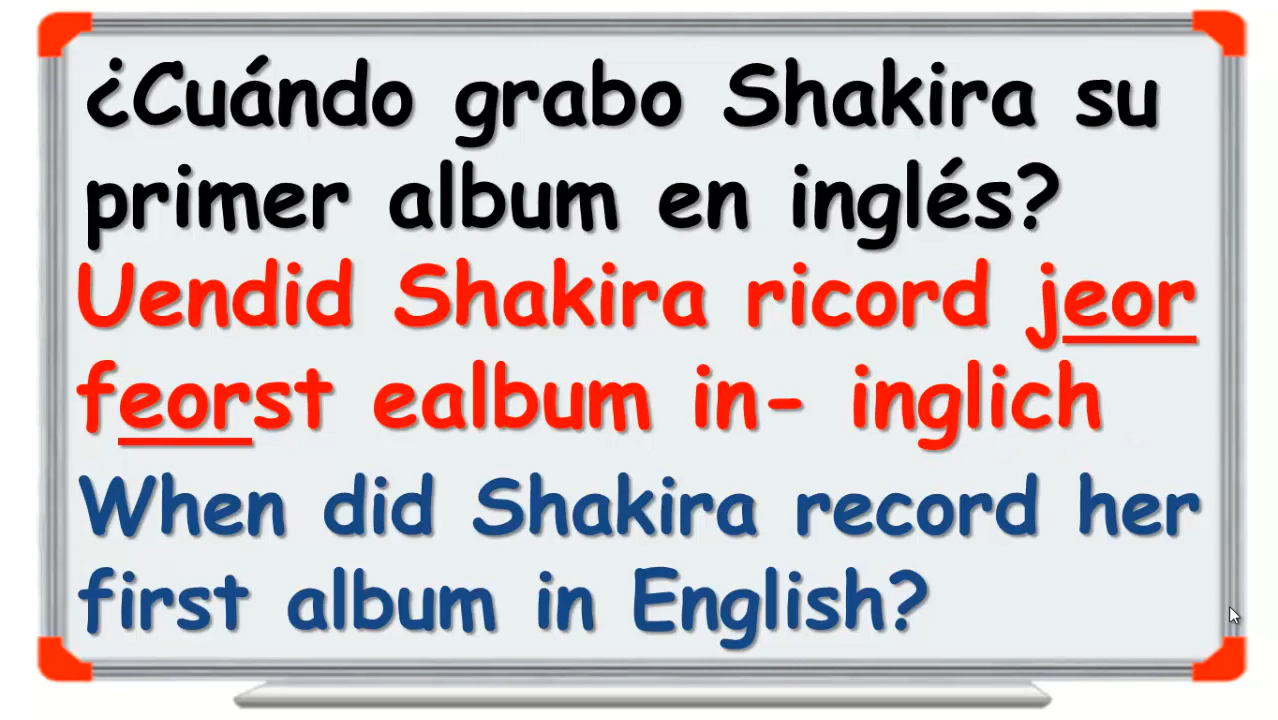 ¿Cuándo grabo Shakira su
primer album en inglés?
Uendid Shakira ricord jeor
feorst ealbum in- inglich
When did Shakira record her
first album in English?